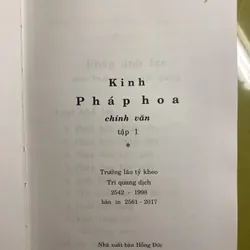 Kinh
Pháp hoa
chính văn
tập 1
*
Trưởng lão tỷ kheo
Trí quang dịch
2542 - 1998
bản in 2561 - 2017
Nhà xuất bản Hồng Đức